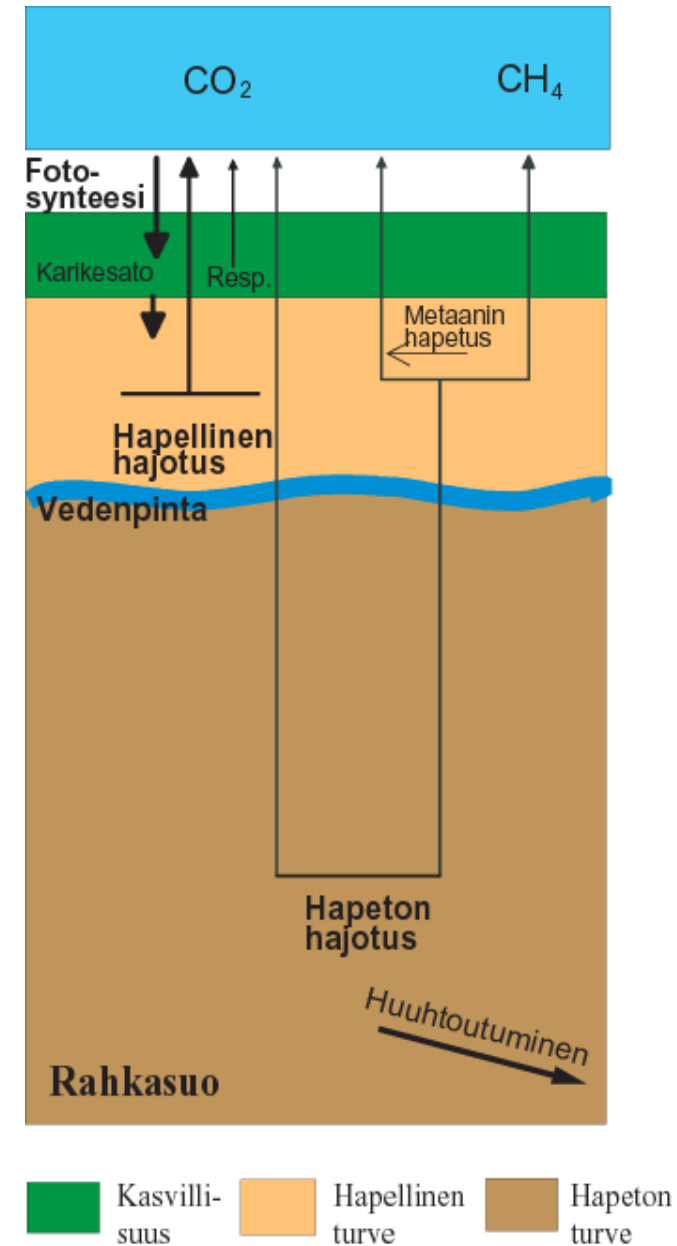 CO₂
CH₄
Foto-
synteesi
Karikesato
Resp.
Metaanin
hapetus
Hapellinen
hajotus
Vedenpinta
Hapeton
hajotus
Huuhtoutuminen
Rahkasuo
Kasvilli-
suus
Hapellinen
turve
Hapeton
turve